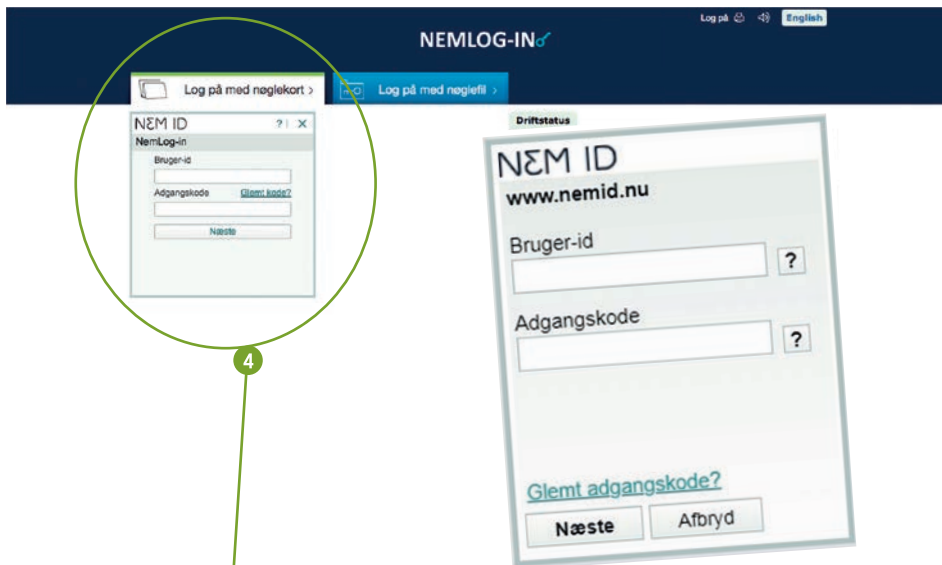 Log på
English
NEMLOG-IN
Log på med nøglekort >
Log på med nøglefil >
NEM ID
? | X
NemLog-in
Bruger-id
Adgangskode Glemt kode?
Næste
4
Driftstatus
NEM ID
www.nemid.nu
Bruger-id
?
Adgangskode
?
Glemt adgangskode?
Næste Afbryd